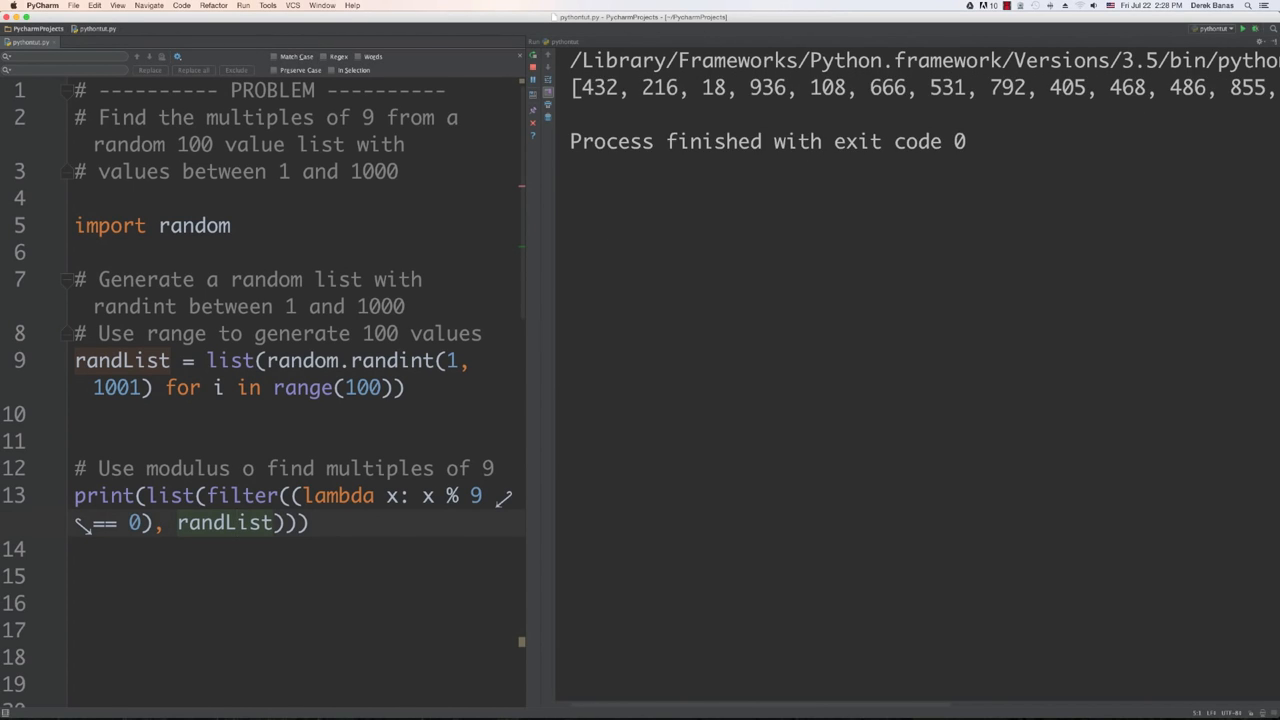 PyCharm File Edit View Navigate Code Refactor Run Tools VCS Window Help
10 Fri Jul 22 2:28 PM Derek Banas
pythontut.py - PycharmProjects - [~/PycharmProjects]
PycharmProjects pythontut.py
pythontut
pythontut.py
Run pythontut
Match Case Regex Words
Replace Replace all Exclude Preserve Case In Selection
1 # ---------- PROBLEM ----------
2 # Find the multiples of 9 from a
random 100 value list with
3 # values between 1 and 1000
4
5 import random
6
7 # Generate a random list with
randint between 1 and 1000
8 # Use range to generate 100 values
9 randList = list(random.randint(1,
1001) for i in range(100))
10
11
12 # Use modulus o find multiples of 9
13 print(list(filter((lambda x: x % 9
== 0), randList)))
14
15
16
17
18
19
/Library/Frameworks/Python.framework/Versions/3.5/bin/pytho
[432, 216, 18, 936, 108, 666, 531, 792, 405, 468, 486, 855,
Process finished with exit code 0
5:1 LF÷ UTF-8÷